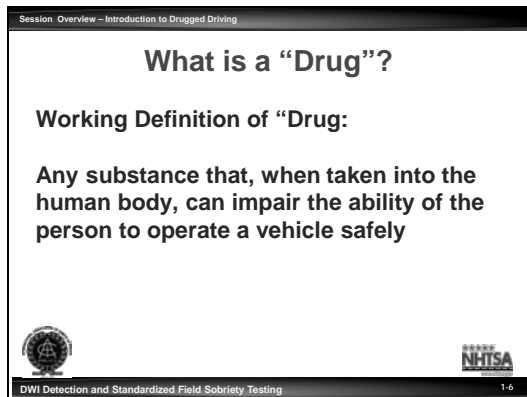 Session Overview – Introduction to Drugged Driving
What is a “Drug”?
Working Definition of “Drug:
Any substance that, when taken into the
human body, can impair the ability of the
person to operate a vehicle safely
NHTSA
DWI Detection and Standardized Field Sobriety Testing
1-6